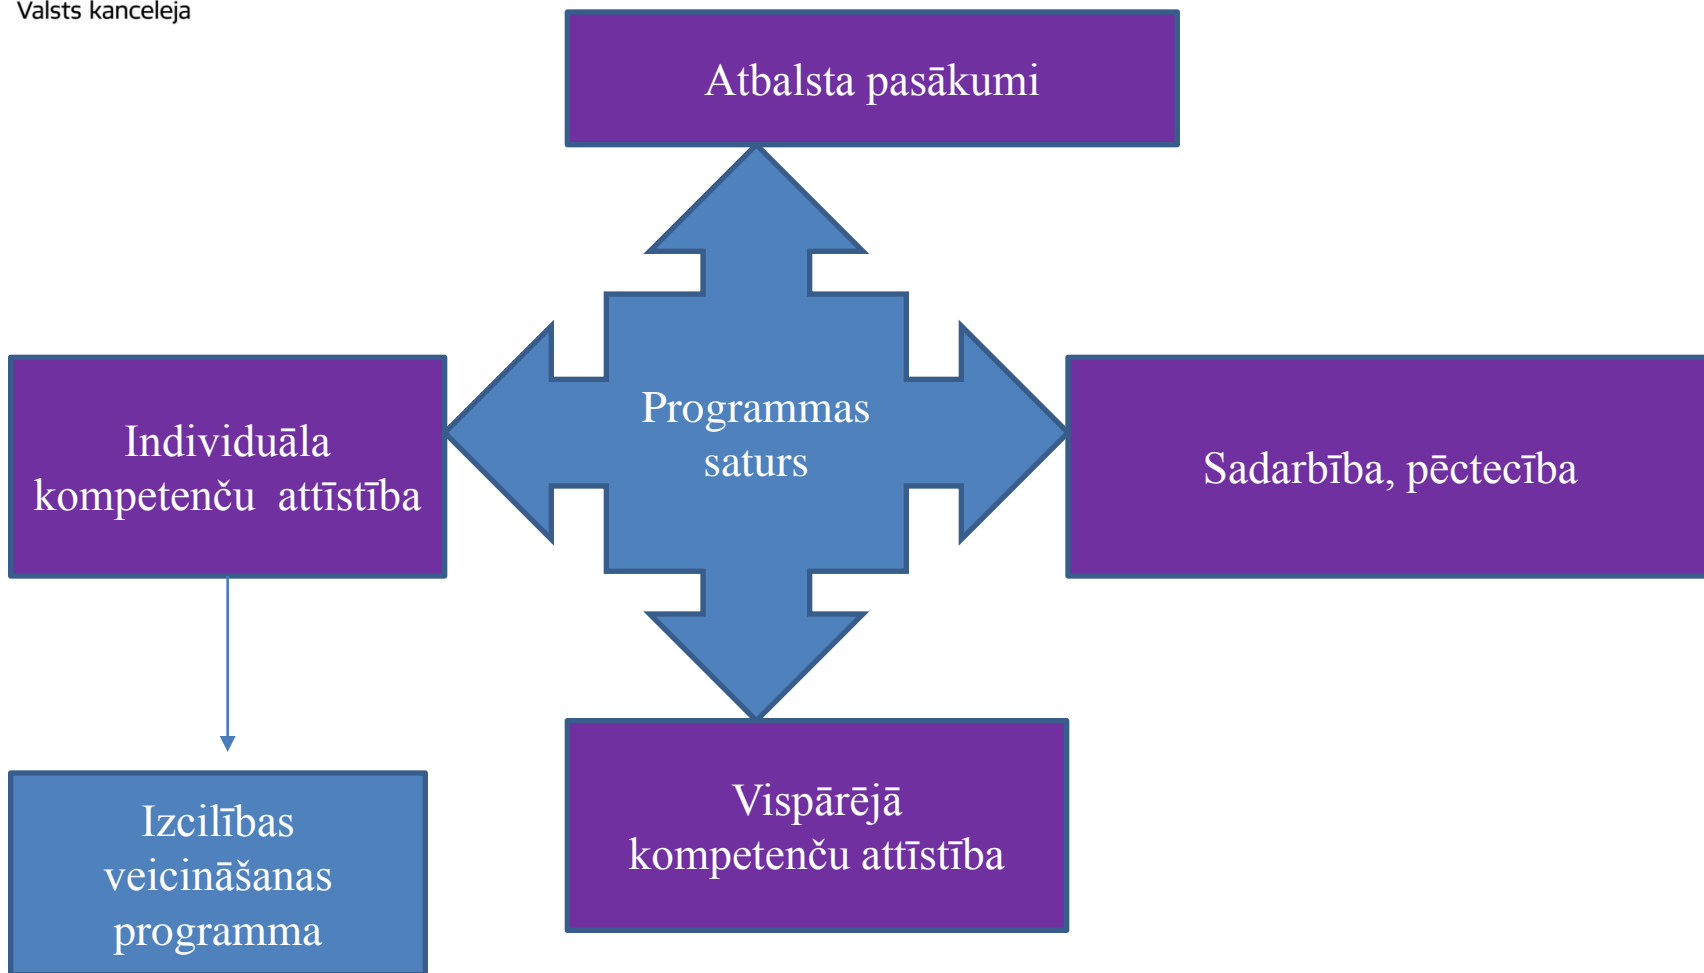 Valsts kanceleja
Atbalsta pasākumi
Individuāla
kompetenču  attīstība
Programmas
saturs
Sadarbība, pēctecība
Vispārējā
kompetenču attīstība
Izcilības
veicināšanas
programma